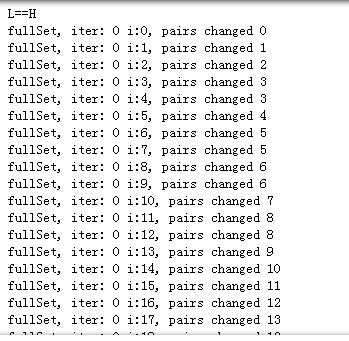 L==H
fullSet, iter: 0 i:0, pairs changed 0
fullSet, iter: 0 i:1, pairs changed 1
fullSet, iter: 0 i:2, pairs changed 2
fullSet, iter: 0 i:3, pairs changed 3
fullSet, iter: 0 i:4, pairs changed 3
fullSet, iter: 0 i:5, pairs changed 4
fullSet, iter: 0 i:6, pairs changed 5
fullSet, iter: 0 i:7, pairs changed 5
fullSet, iter: 0 i:8, pairs changed 6
fullSet, iter: 0 i:9, pairs changed 6
fullSet, iter: 0 i:10, pairs changed 7
fullSet, iter: 0 i:11, pairs changed 8
fullSet, iter: 0 i:12, pairs changed 8
fullSet, iter: 0 i:13, pairs changed 9
fullSet, iter: 0 i:14, pairs changed 10
fullSet, iter: 0 i:15, pairs changed 11
fullSet, iter: 0 i:16, pairs changed 12
fullSet, iter: 0 i:17, pairs changed 13